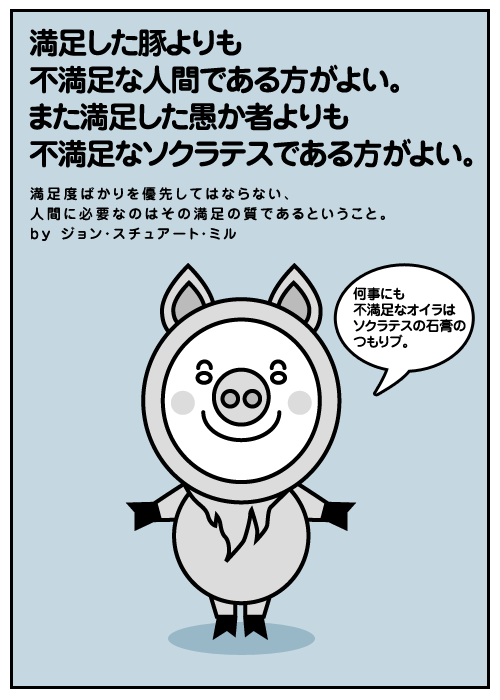 満足した豚よりも
不満足な人間である方がよい。
また満足した愚か者よりも
不満足なソクラテスである方がよい。
満足度ばかりを優先してはならない、
人間に必要なのはその満足の質であるということ。
by ジョン・スチュアート・ミル
何事にも
不満足なオイラは
ソクラテスの石膏の
つもりブ。